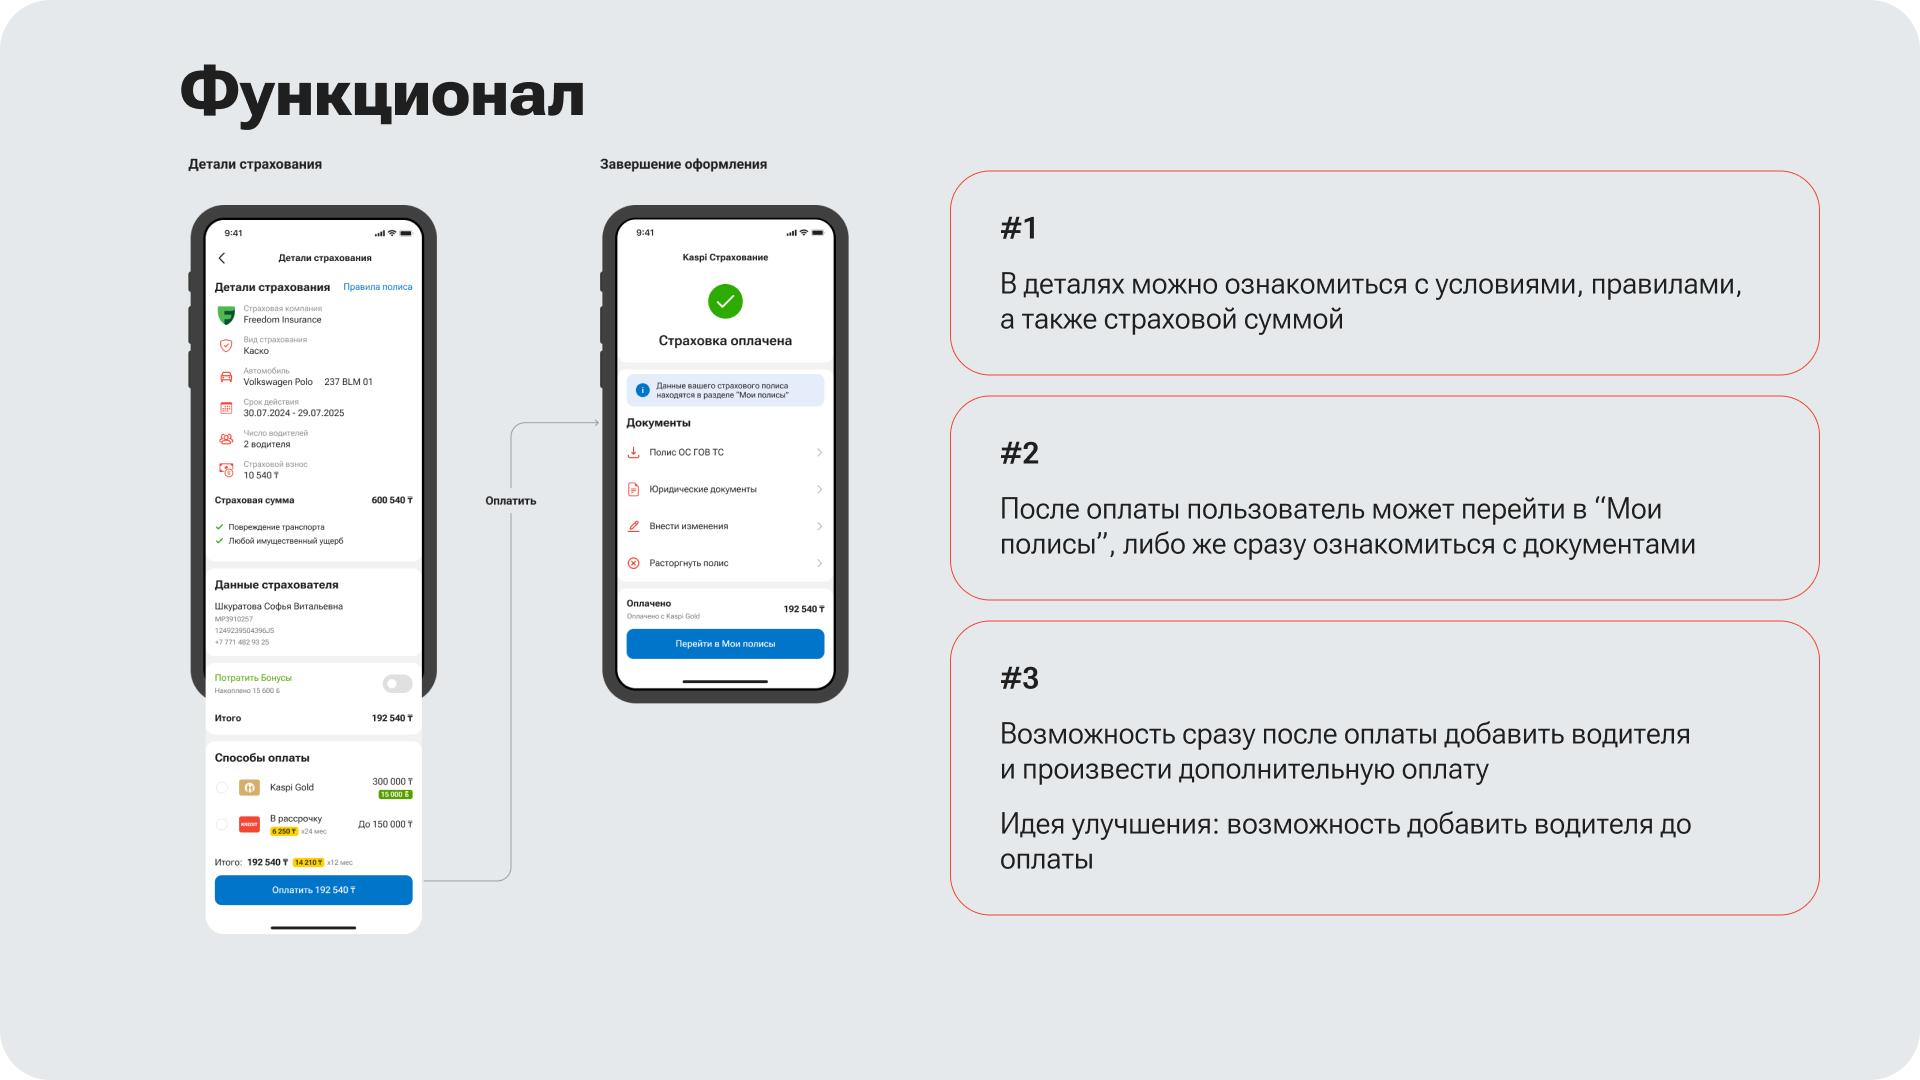 Функционал
Детали страхования
9:41
Детали страхования
Детали страхования Правила полиса
Страховая компания
Freedom Insurance
Вид страхования
Каско
Автомобиль
Volkswagen Polo 237 BLM 01
Срок действия
30.07.2024 - 29.07.2025
Число водителей
2 водителя
Страховой взнос
10 540 ₸
Страховая сумма 600 540 ₸
Повреждение транспорта
Любой имущественный ущерб
Данные страхователя
Шкуратова Софья Витальевна
MP3910257
1249239504396J5
+7 771 482 93 25
Потратить Бонусы
Накоплено 15 600 Б
Итого 192 540 ₸
Способы оплаты
Kaspi Gold 300 000 ₸
15 000 Б
KREDIT В рассрочку До 150 000 ₸
6 250 ₸ x24 мес
Итого: 192 540 ₸ 14 210 ₸ x12 мес
Оплатить 192 540 ₸
Оплатить
Завершение оформления
9:41
Kaspi Страхование
Страховка оплачена
Данные вашего страхового полиса
находятся в разделе “Мои полисы”
Документы
Полис ОС ГОВ ТС
Юридические документы
Внести изменения
Расторгнуть полис
Оплачено 192 540 ₸
Оплачено с Kaspi Gold
Перейти в Мои полисы
#1
В деталях можно ознакомиться с условиями, правилами,
а также страховой суммой
#2
После оплаты пользователь может перейти в “Мои
полисы”, либо же сразу ознакомиться с документами
#3
Возможность сразу после оплаты добавить водителя
и произвести дополнительную оплату
Идея улучшения: возможность добавить водителя до
оплаты